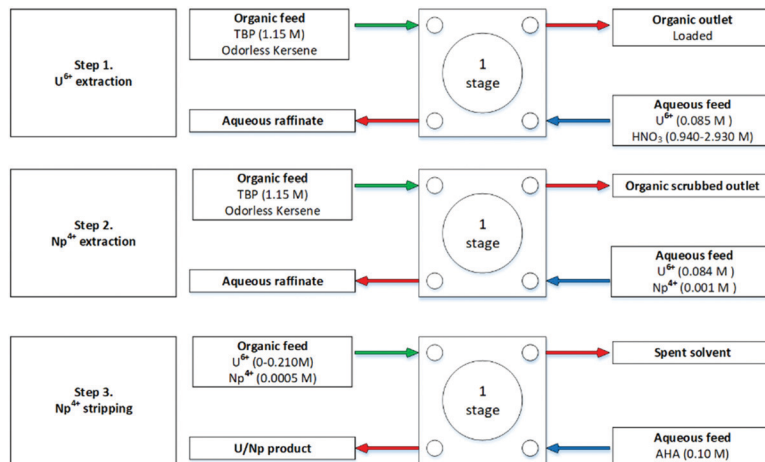 Step 1.
U⁶⁺ extraction
Organic feed
TBP (1.15 M)
Odorless Kersene
Aqueous raffinate
1
stage
Organic outlet
Loaded
Aqueous feed
U⁶⁺ (0.085 M )
HNO₃ (0.940-2.930 M)
Step 2.
Np⁴⁺ extraction
Organic feed
TBP (1.15 M)
Odorless Kersene
Aqueous raffinate
1
stage
Organic scrubbed outlet
Aqueous feed
U⁶⁺ (0.084 M )
Np⁴⁺ (0.001 M )
Step 3.
Np⁴⁺ stripping
Organic feed
U⁶⁺ (0-0.210M)
Np⁴⁺ (0.0005 M)
U/Np product
1
stage
Spent solvent
Aqueous feed
AHA (0.10 M)